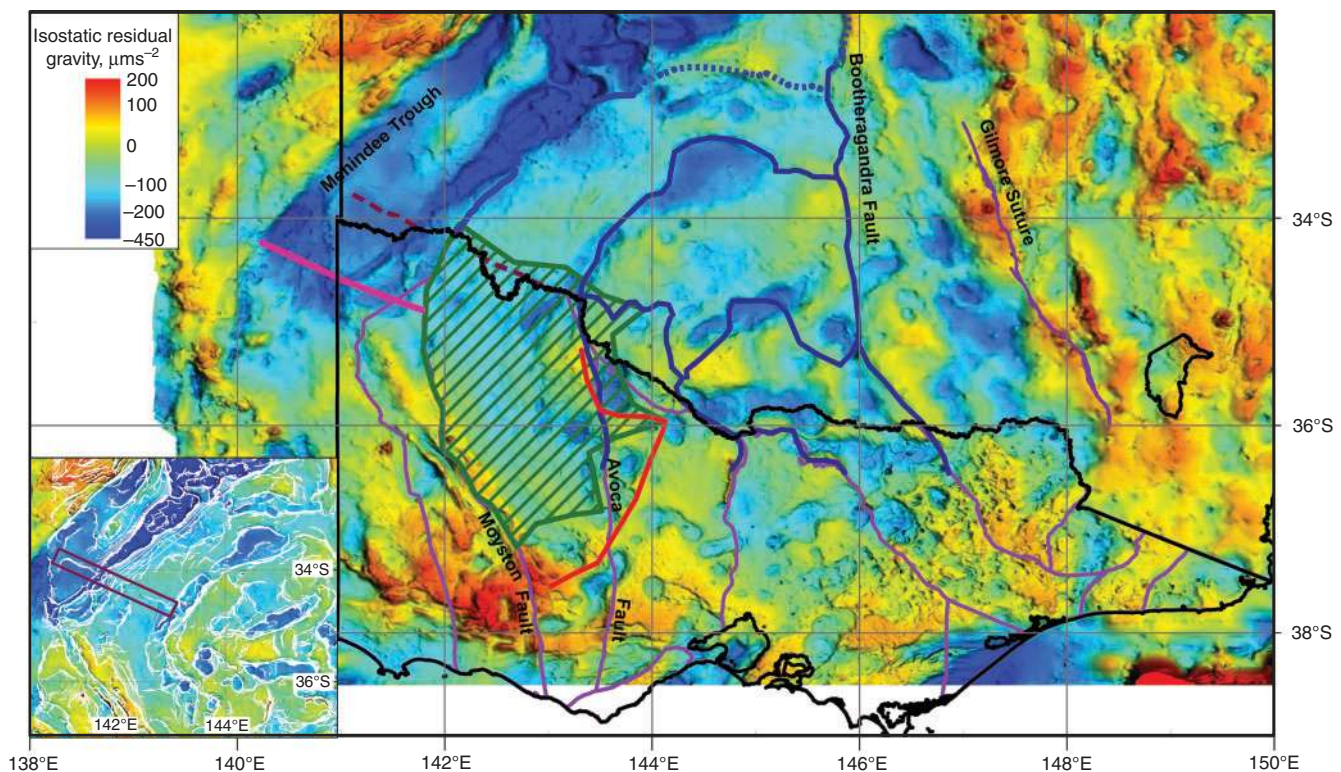 Isostatic residual
gravity, μms⁻²
200
100
0
–100
–200
–450
Menindee Trough
Bootheragandra Fault
Gilmore Suture
Avoca
Fault
Moyston
Fault
34°S
36°S
38°S
34°S
36°S
142°E
144°E
138°E
140°E
142°E
144°E
146°E
148°E
150°E